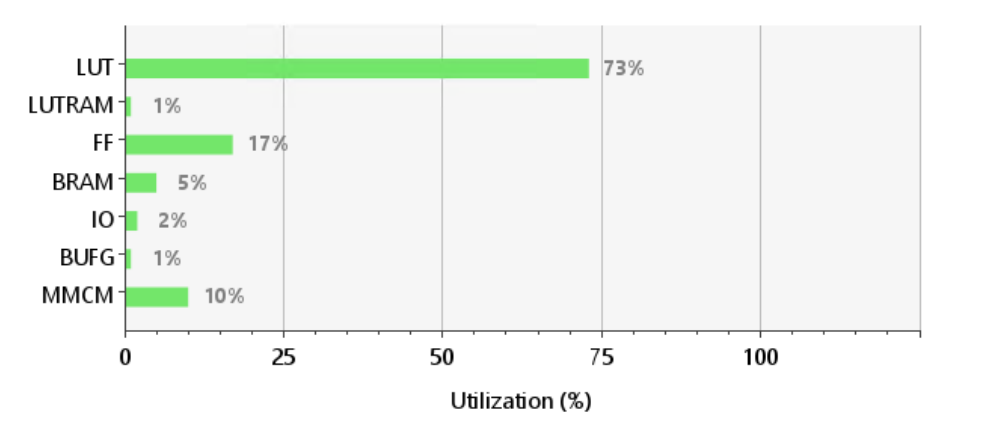 LUT 73%
LUTRAM 1%
FF 17%
BRAM 5%
IO 2%
BUFG 1%
MMCM 10%
0 25 50 75 100
Utilization (%)